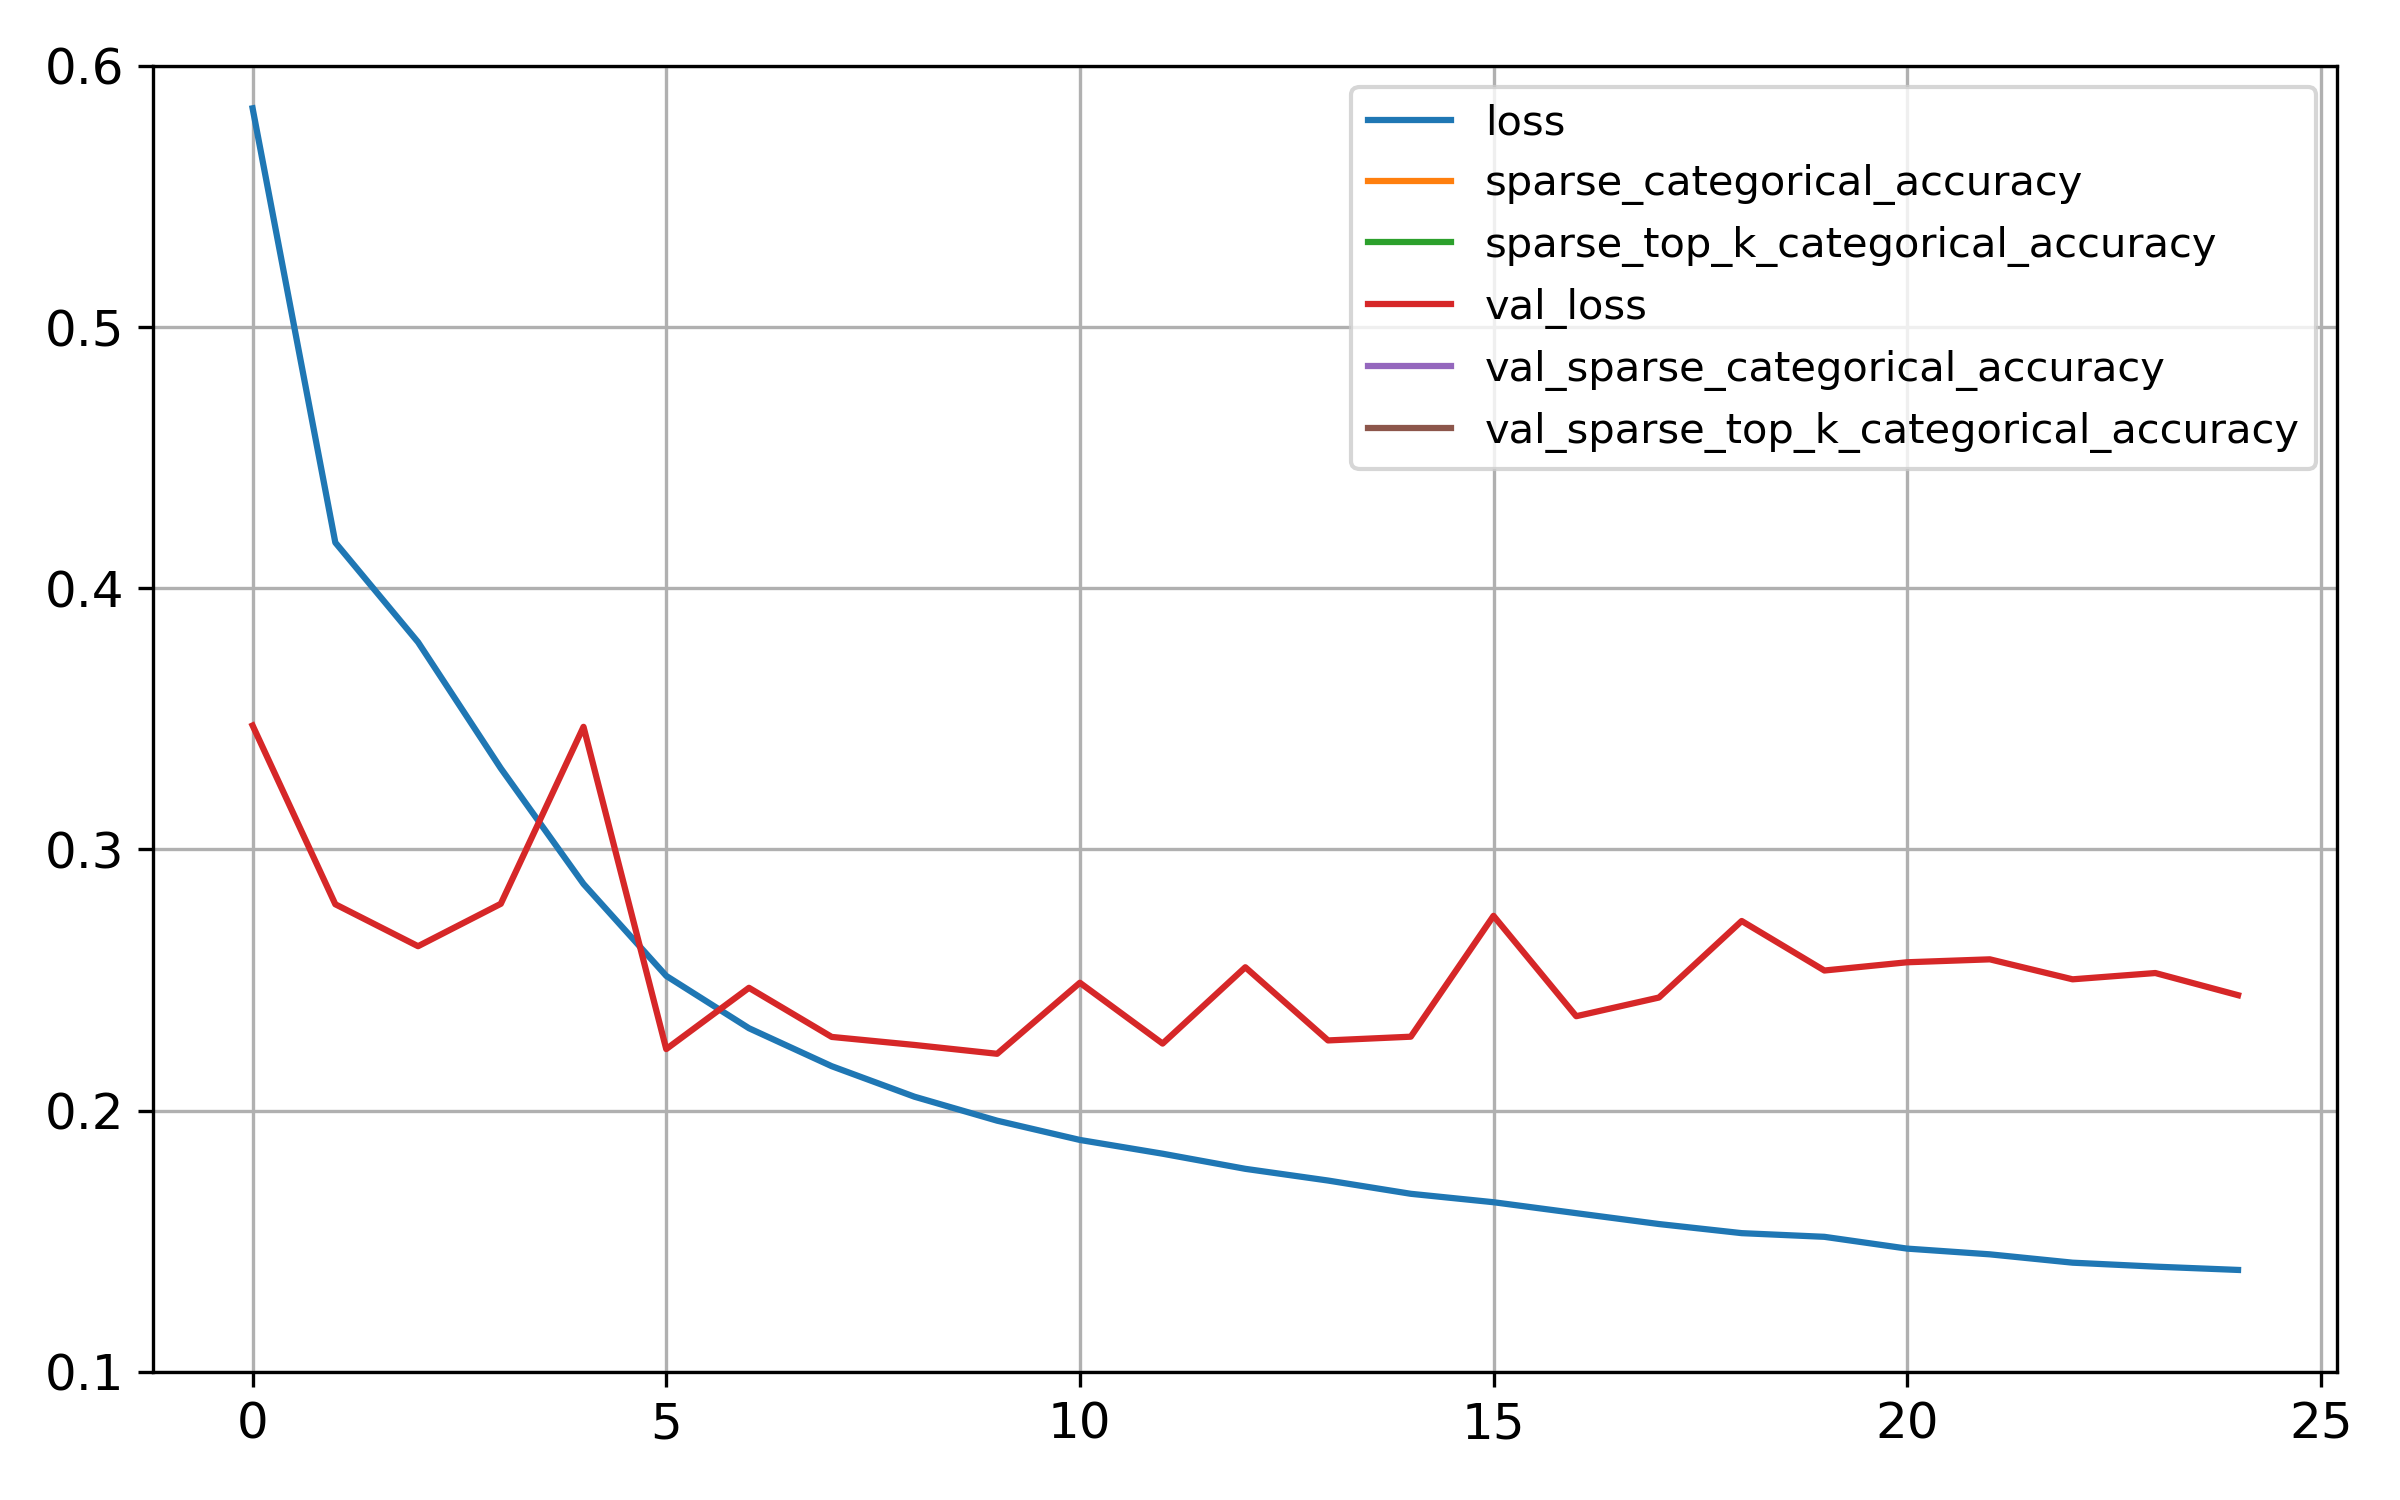 0.6
0.5
0.4
0.3
0.2
0.1
0 5 10 15 20 25
loss
sparse_categorical_accuracy
sparse_top_k_categorical_accuracy
val_loss
val_sparse_categorical_accuracy
val_sparse_top_k_categorical_accuracy